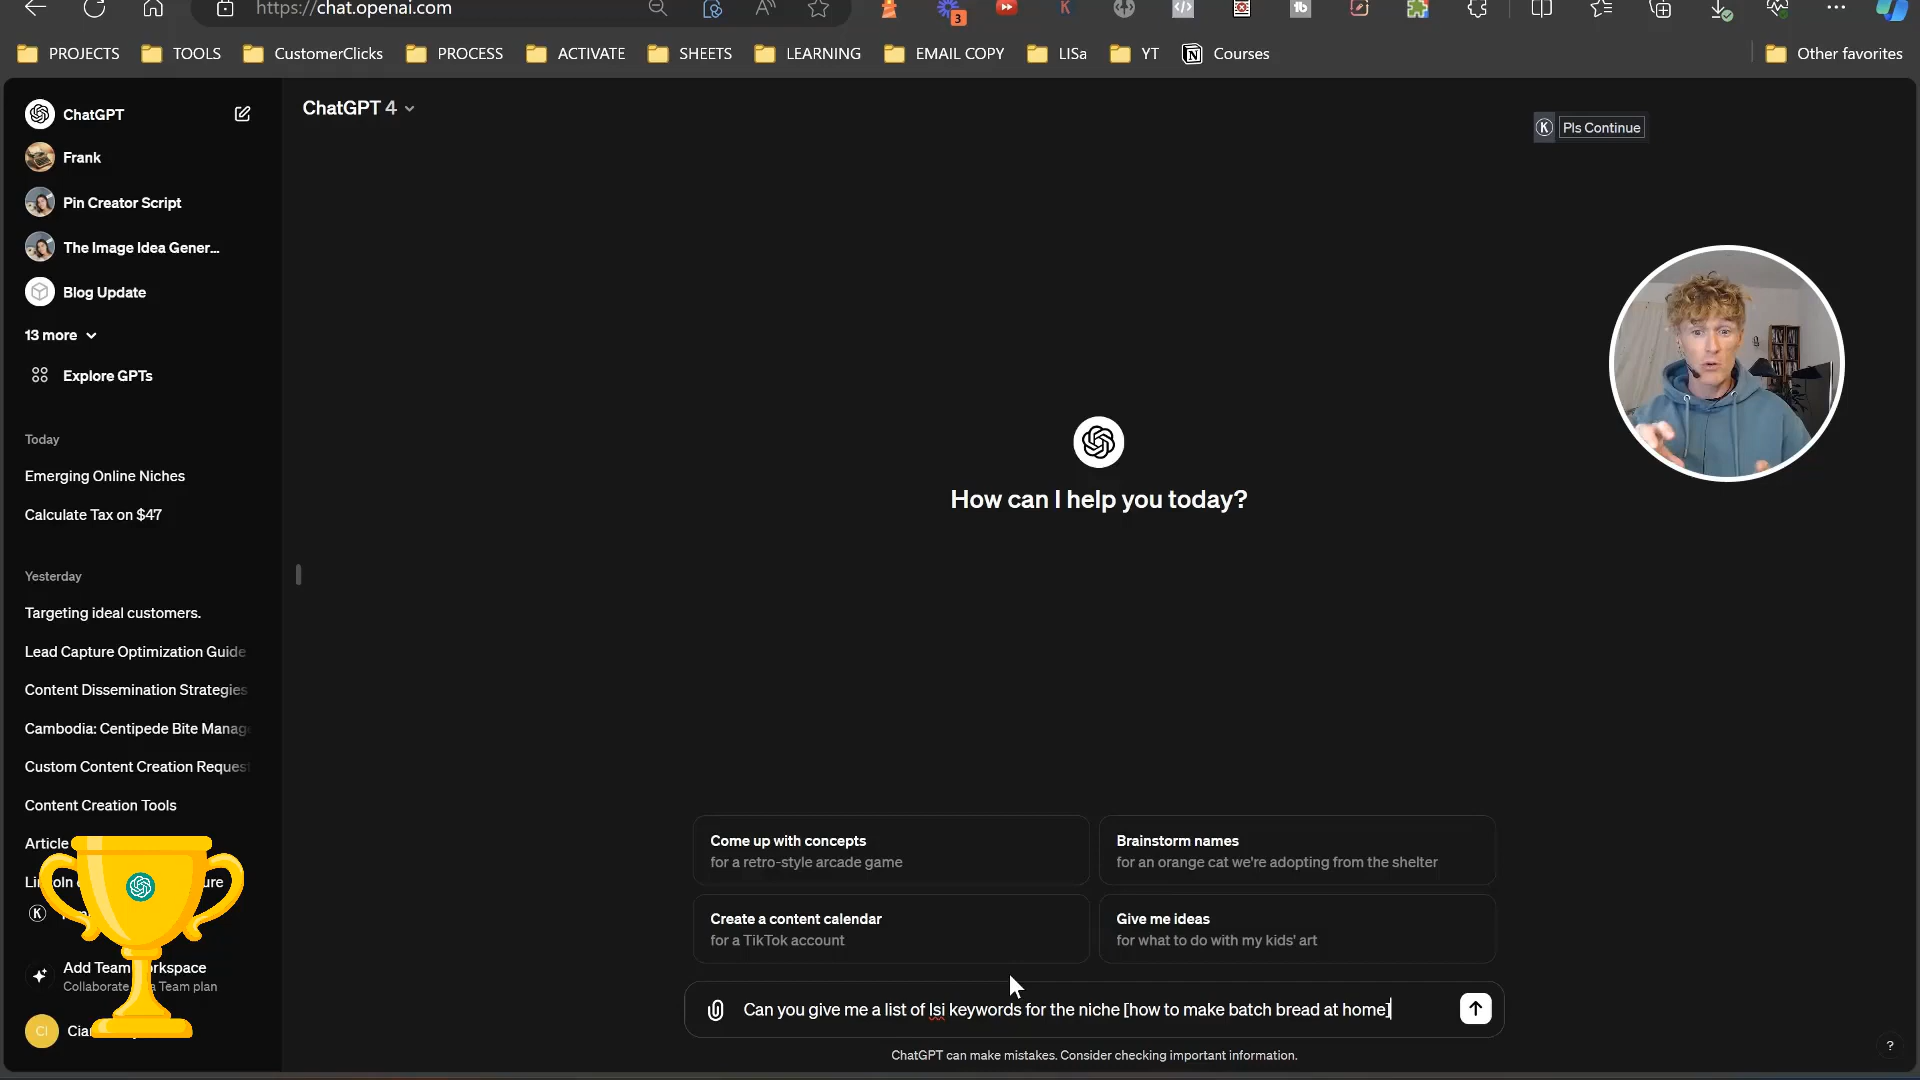 https://chat.openai.com
3
K
1b
PROJECTS
TOOLS
CustomerClicks
PROCESS
ACTIVATE
SHEETS
LEARNING
EMAIL COPY
LISa
YT
Courses
Other favorites
ChatGPT
Frank
Pin Creator Script
The Image Idea Gener...
Blog Update
13 more
Explore GPTs
Today
Emerging Online Niches
Calculate Tax on $47
Yesterday
Targeting ideal customers.
Lead Capture Optimization Guide
Content Dissemination Strategies
Cambodia: Centipede Bite Manag
Custom Content Creation Reques
Content Creation Tools
Article
K
Add Team
Collaborate
a Team plan
CI
ChatGPT 4
K Pls Continue
How can I help you today?
Come up with concepts
for a retro-style arcade game
Brainstorm names
for an orange cat we're adopting from the shelter
Create a content calendar
for a TikTok account
Give me ideas
for what to do with my kids' art
Can you give me a list of lsi keywords for the niche [how to make batch bread at home]
ChatGPT can make mistakes. Consider checking important information.
?